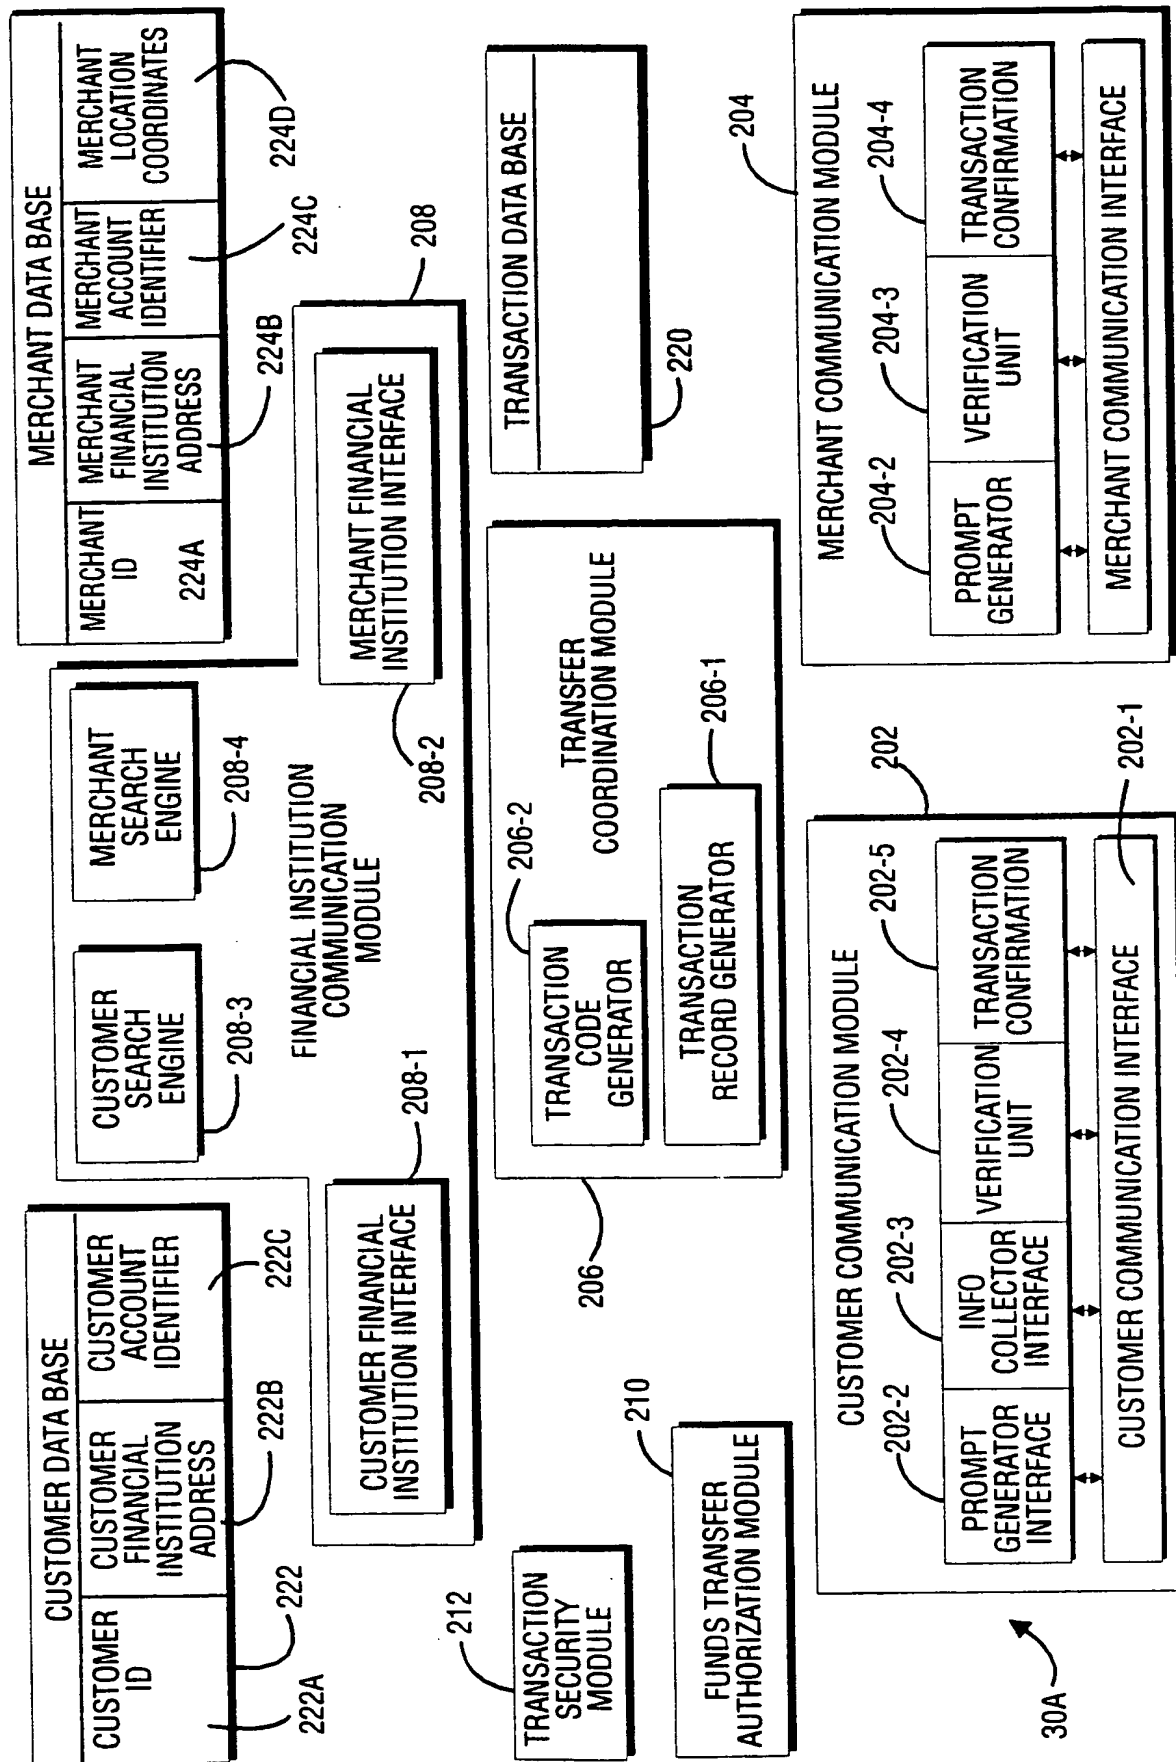 CUSTOMER DATA BASE
CUSTOMER
ID
222A
CUSTOMER
FINANCIAL
INSTITUTION
ADDRESS
222B
CUSTOMER
ACCOUNT
IDENTIFIER
222C
222
CUSTOMER
SEARCH
ENGINE
208-3
MERCHANT
SEARCH
ENGINE
208-4
MERCHANT DATA BASE
MERCHANT
ID
224A
MERCHANT
FINANCIAL
INSTITUTION
ADDRESS
224B
MERCHANT
ACCOUNT
IDENTIFIER
224C
MERCHANT
LOCATION
COORDINATES
224D
FINANCIAL INSTITUTION
COMMUNICATION
MODULE
208
CUSTOMER FINANCIAL
INSTITUTION INTERFACE
208-1
MERCHANT FINANCIAL
INSTITUTION INTERFACE
208-2
212
TRANSACTION
SECURITY
MODULE
210
FUNDS TRANSFER
AUTHORIZATION MODULE
206
TRANSACTION
CODE
GENERATOR
206-2
TRANSFER
COORDINATION MODULE
TRANSACTION
RECORD GENERATOR
206-1
TRANSACTION DATA BASE
220
CUSTOMER COMMUNICATION MODULE
202
202-2
202-3
202-4
202-5
PROMPT
GENERATOR
INTERFACE
INFO
COLLECTOR
INTERFACE
VERIFICATION
UNIT
TRANSACTION
CONFIRMATION
CUSTOMER COMMUNICATION INTERFACE
202-1
MERCHANT COMMUNICATION MODULE
204
204-2
204-3
204-4
PROMPT
GENERATOR
VERIFICATION
UNIT
TRANSACTION
CONFIRMATION
MERCHANT COMMUNICATION INTERFACE
30A